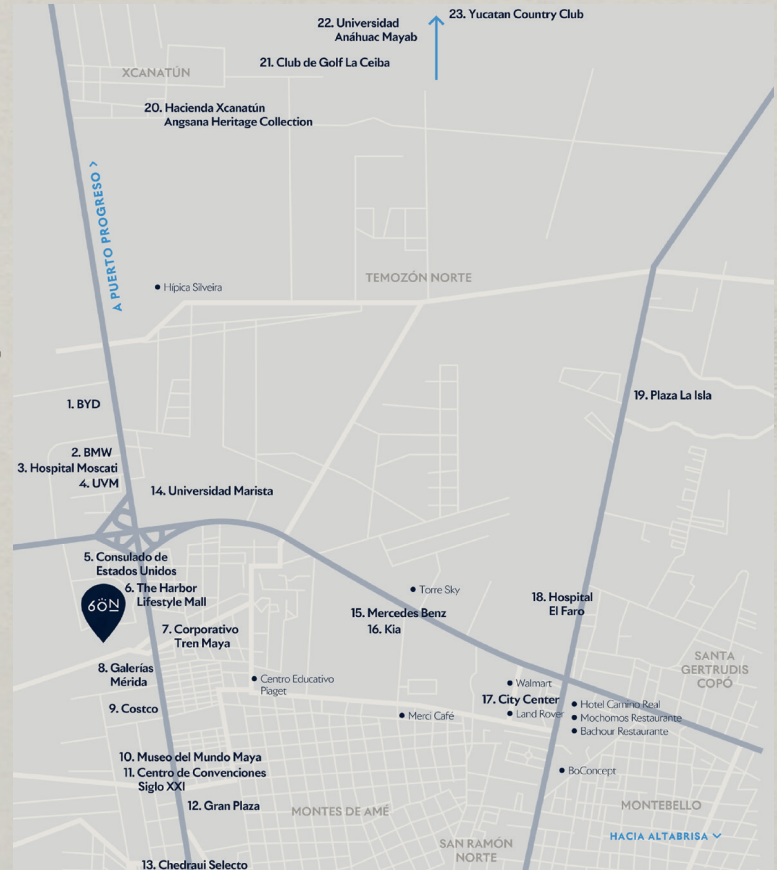 22. Universidad
Anáhuac Mayab
23. Yucatan Country Club
21. Club de Golf La Ceiba
XCANATÚN
20. Hacienda Xcanatún
Angsana Heritage Collection
A PUERTO PROGRESO >
TEMOZÓN NORTE
Hípica Silveira
19. Plaza La Isla
1. BYD
2. BMW
3. Hospital Moscati
4. UVM
14. Universidad Marista
5. Consulado de
Estados Unidos
6. The Harbor
Lifestyle Mall
6ÖN
7. Corporativo
Tren Maya
Torre Sky
15. Mercedes Benz
16. Kia
18. Hospital
El Faro
8. Galerías
Mérida
9. Costco
Centro Educativo
Piaget
Merci Café
Walmart
17. City Center
Land Rover
SANTA
GERTRUDIS
COPÓ
Hotel Camino Real
Mochomos Restaurante
Bachour Restaurante
10. Museo del Mundo Maya
11. Centro de Convenciones
Siglo XXI
12. Gran Plaza
BoConcept
MONTES DE AMÉ
MONTEBELLO
HACIA ALTABRISA >
SAN RAMÓN
NORTE
13. Chedraui Selecto